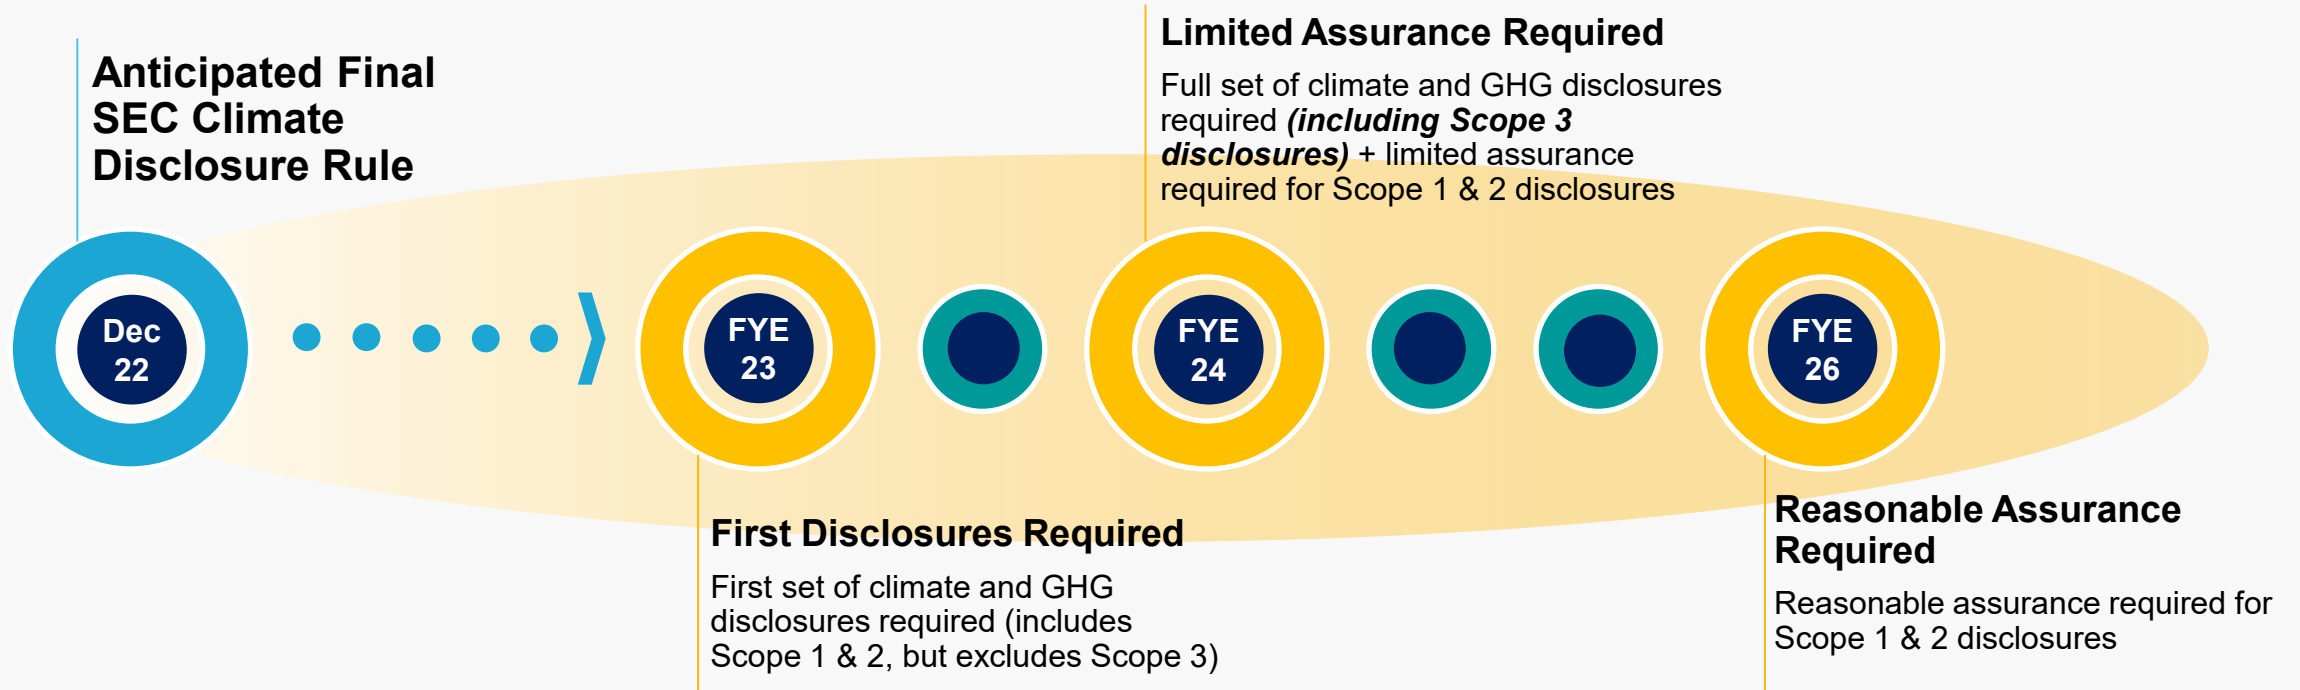 Anticipated Final
SEC Climate
Disclosure Rule
Dec
22
FYE
23
First Disclosures Required
First set of climate and GHG
disclosures required (includes
Scope 1 & 2, but excludes Scope 3)
Limited Assurance Required
Full set of climate and GHG disclosures
required (including Scope 3
disclosures) + limited assurance
required for Scope 1 & 2 disclosures
FYE
24
FYE
26
Reasonable Assurance
Required
Reasonable assurance required for
Scope 1 & 2 disclosures